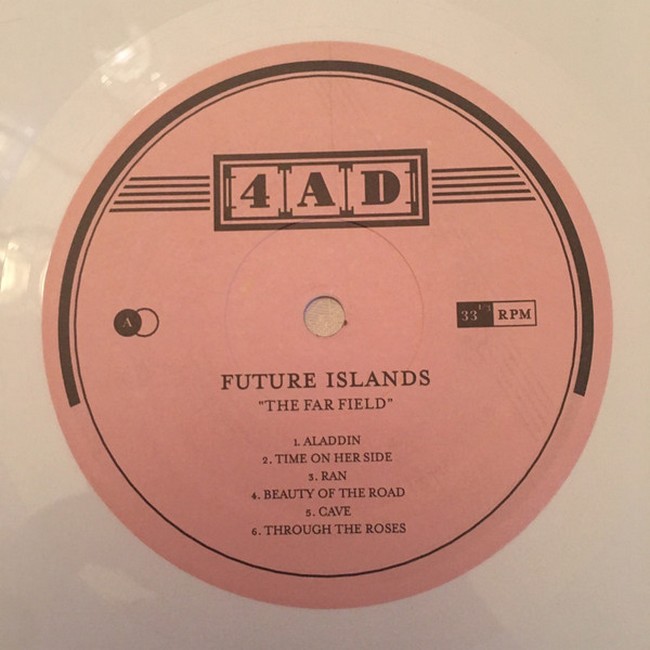 4AD
A
33 1/3 RPM
FUTURE ISLANDS
"THE FAR FIELD"
1. ALADDIN
2. TIME ON HER SIDE
3. RAN
4. BEAUTY OF THE ROAD
5. CAVE
6. THROUGH THE ROSES